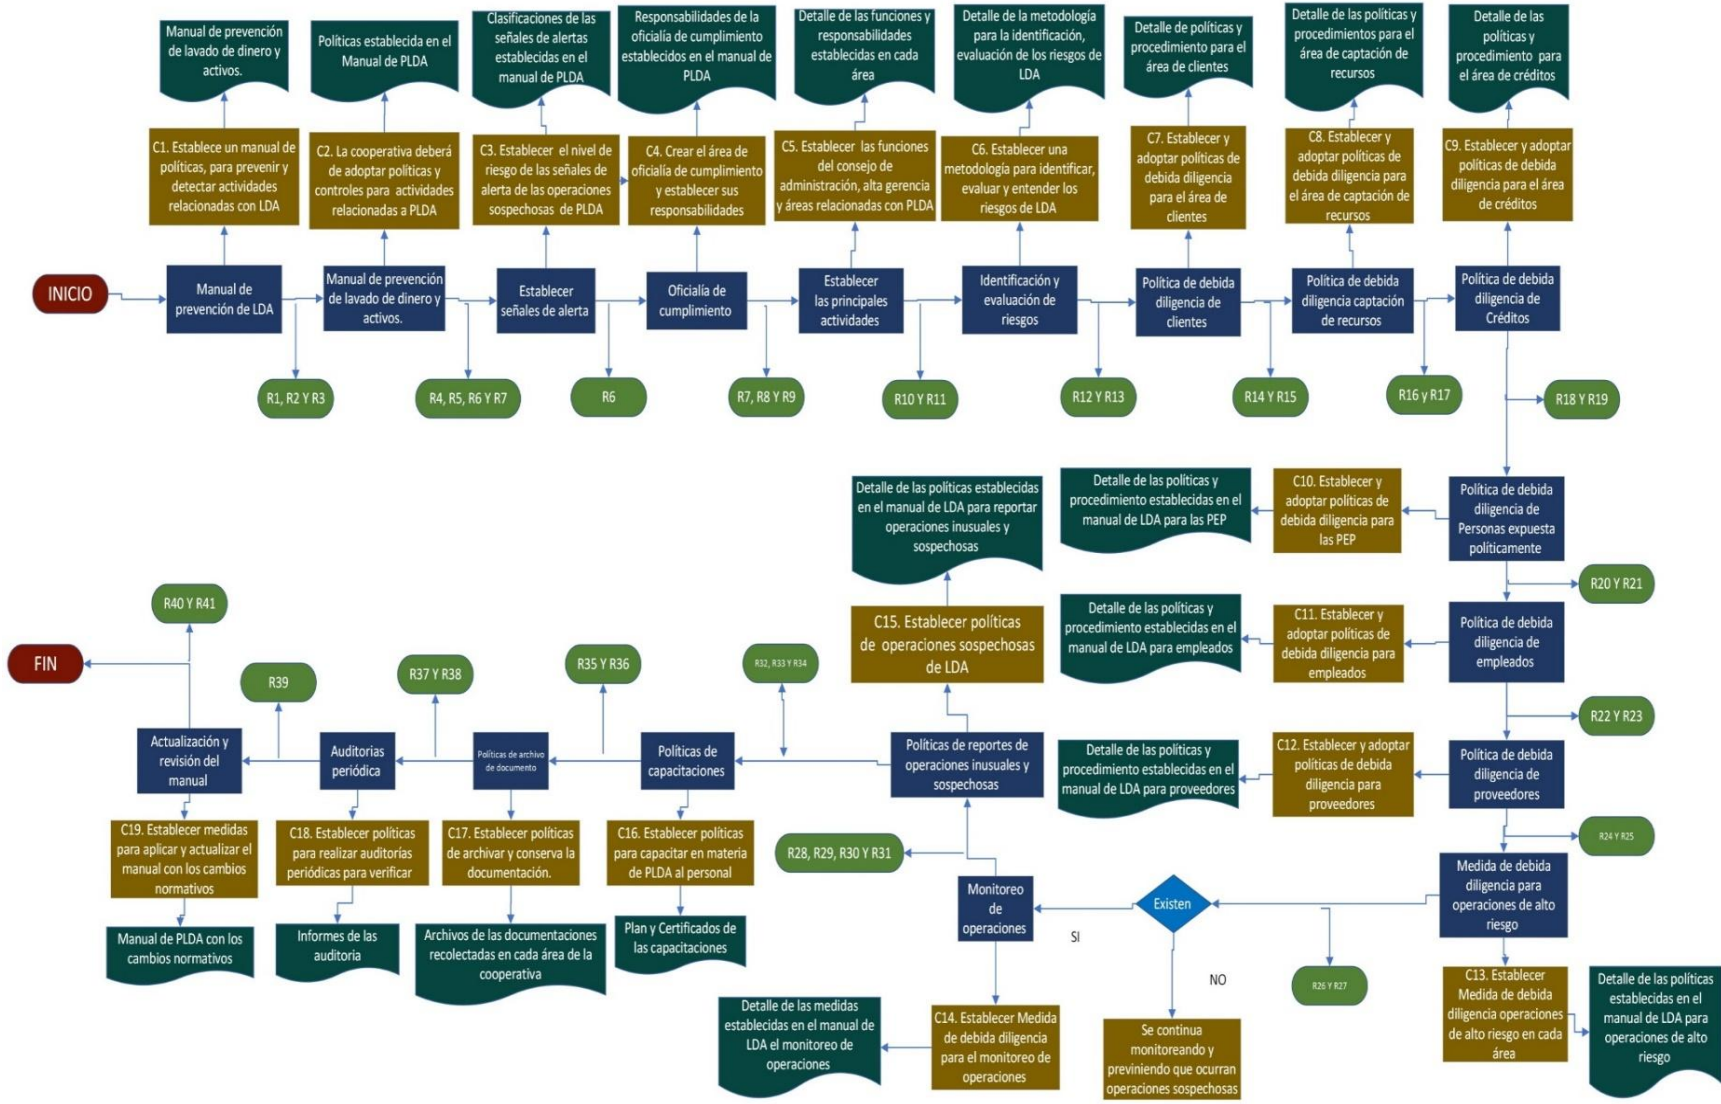 Manual de prevención
de lavado de dinero y
activos.
Políticas establecida en el
Manual de PLDA
Clasificaciones de las
señales de alertas
establecidas en el
manual de PLDA
Responsabilidades de la
oficialía de cumplimiento
establecidos en el manual de
PLDA
Detalle de las funciones y
responsabilidades
establecidas en cada
área
Detalle de la metodología
para la identificación,
evaluación de los riesgos de
LDA
Detalle de políticas y
procedimiento para el
área de clientes
Detalle de las políticas y
procedimientos para el
área de captación de
recursos
Detalle de las
políticas y
procedimiento para
el área de créditos
C1. Establece un manual de
políticas, para prevenir y
detectar actividades
relacionadas con LDA
C2. La cooperativa deberá
de adoptar políticas y
controles para actividades
relacionadas a PLDA
C3. Establecer el nivel de
riesgo de las señales de
alerta de las operaciones
sospechosas de PLDA
C4. Crear el área de
oficialía de cumplimiento
y establecer sus
responsabilidades
C5. Establecer las funciones
del consejo de
administración, alta gerencia
y áreas relacionadas con PLDA
C6. Establecer una
metodología para identificar,
evaluar y entender los
riesgos de LDA
C7. Establecer y
adoptar políticas de
debida diligencia
para el área de
clientes
C8. Establecer y
adoptar políticas de
debida diligencia para
el área de captación de
recursos
C9. Establecer y adoptar
políticas de debida
diligencia para el área
de créditos
INICIO
Manual de
prevención de LDA
Manual de prevención
de lavado de dinero y
activos.
Establecer
señales de alerta
Oficialía de
cumplimiento
Establecer
las principales
actividades
Identificación y
evaluación de
riesgos
Política de debida
diligencia de
clientes
Política de debida
diligencia captación
de recursos
Política de debida
diligencia de
Créditos
R1, R2 Y R3
R4, R5, R6 Y R7
R6
R7, R8 Y R9
R10 Y R11
R12 Y R13
R14 Y R15
R16 y R17
R18 Y R19
Detalle de las políticas establecidas
en el manual de LDA para reportar
operaciones inusuales y
sospechosas
Detalle de las políticas y
procedimiento establecidas en el
manual de LDA para las PEP
C10. Establecer y
adoptar políticas de
debida diligencia para
las PEP
Política de debida
diligencia de
Personas expuesta
políticamente
R20 Y R21
R40 Y R41
C15. Establecer políticas
de operaciones sospechosas
de LDA
Detalle de las políticas y
procedimiento establecidas en el
manual de LDA para empleados
C11. Establecer y
adoptar políticas de
debida diligencia para
empleados
Política de debida
diligencia de
empleados
FIN
R39
R37 Y R38
R35 Y R36
R32, R33 Y R34
R22 Y R23
Actualización y
revisión del
manual
Auditorias
periódica
Políticas de archivo
de documento
Políticas de
capacitaciones
Políticas de reportes de
operaciones inusuales y
sospechosas
Detalle de las políticas y
procedimiento establecidas en el
manual de LDA para proveedores
C12. Establecer y adoptar
políticas de debida
diligencia para
proveedores
Política de debida
diligencia de
proveedores
R24 Y R25
C19. Establecer medidas
para aplicar y actualizar el
manual con los cambios
normativos
C18. Establecer políticas
para realizar auditorías
periódicas para verificar
C17. Establecer políticas
de archivar y conserva la
documentación.
C16. Establecer políticas
para capacitar en materia
de PLDA al personal
R28, R29, R30 Y R31
Monitoreo
de
operaciones
Existen
Medida de debida
diligencia para
operaciones de alto
riesgo
SI
NO
R26 Y R27
Manual de PLDA con los
cambios normativos
Informes de las
auditoria
Archivos de las documentaciones
recolectadas en cada área de la
cooperativa
Plan y Certificados de
las capacitaciones
Detalle de las medidas
establecidas en el manual de
LDA el monitoreo de
operaciones
C14. Establecer Medida
de debida diligencia
para el monitoreo de
operaciones
Se continua
monitoreando y
previniendo que ocurran
operaciones sospechosas
C13. Establecer
Medida de debida
diligencia operaciones
de alto riesgo en cada
área
Detalle de las políticas
establecidas en el
manual de LDA para
operaciones de alto
riesgo